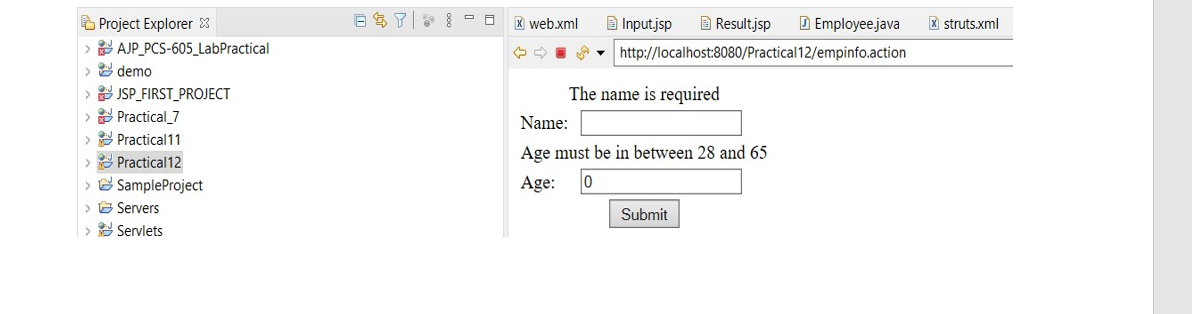 Project Explorer
AJP_PCS-605_LabPractical
demo
JSP_FIRST_PROJECT
Practical_7
Practical11
Practical12
SampleProject
Servers
Servlets
web.xml Input.jsp Result.jsp Employee.java struts.xml
http://localhost:8080/Practical12/empinfo.action
The name is required
Name:
Age must be in between 28 and 65
Age: 0
Submit